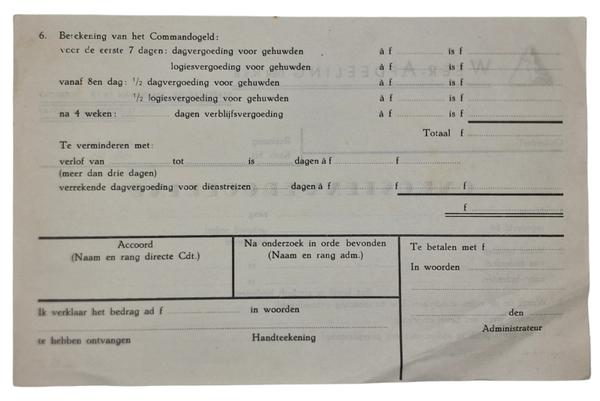 6. Berekening van het Commandogeld:
voor de eerste 7 dagen: dagvergoeding voor gehuwden à f is f
logiesvergoeding voor gehuwden à f is f
vanaf 8en dag: 1/2 dagvergoeding voor gehuwden à f is f
1/2 logiesvergoeding voor gehuwden à f is f
na 4 weken: dagen verblijfsvergoeding à f is f
Totaal f
Te verminderen met:
verlof van tot is dagen à f f
(meer dan drie dagen)
verrekende dagvergoeding voor dienstreizen dagen à f f
f
Accoord
(Naam en rang directe Cdt.)
Na onderzoek in orde bevonden
(Naam en rang adm.)
Te betalen met f
In woorden
Ik verklaar het bedrag ad f in woorden
den
Administrateur
te hebben ontvangen Handteekening